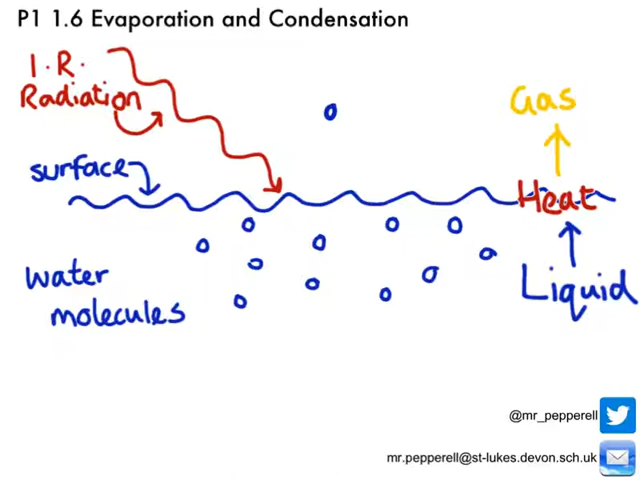 P1 1.6 Evaporation and Condensation
I.R.
Radiation
surface
Gas
Heat
Liquid
water
molecules
@mr_pepperell
mr.pepperell@st-lukes.devon.sch.uk